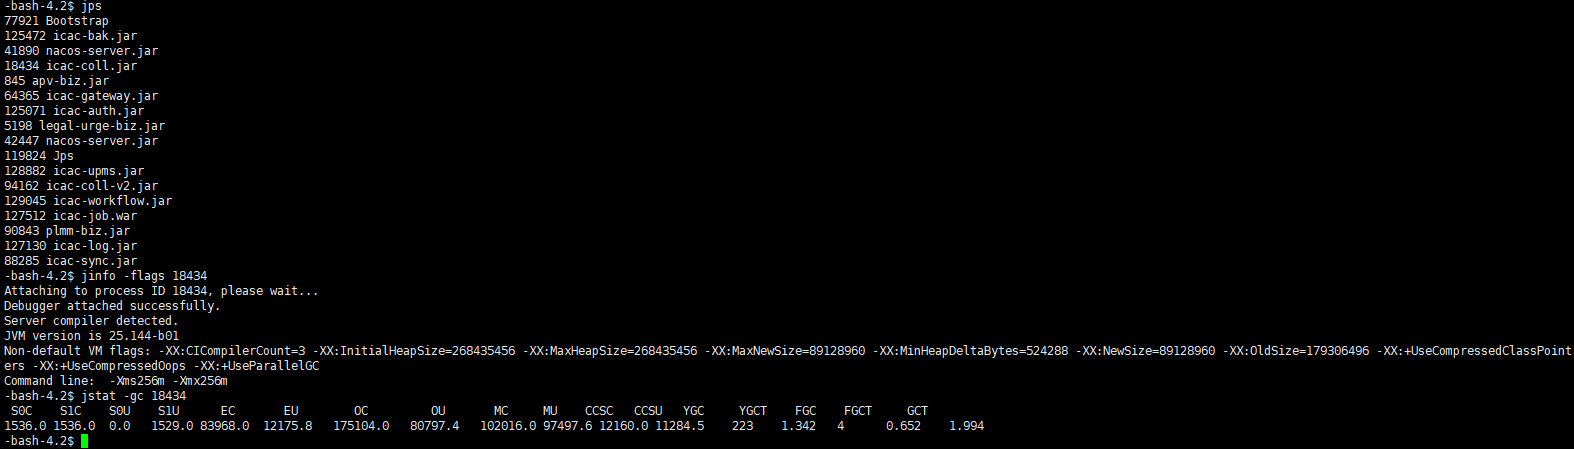 -bash-4.2$ jps
77921 Bootstrap
125472 icac-bak.jar
41890 nacos-server.jar
18434 icac-coll.jar
845 apv-biz.jar
64365 icac-gateway.jar
125071 icac-auth.jar
5198 legal-urge-biz.jar
42447 nacos-server.jar
119824 Jps
128882 icac-upms.jar
94162 icac-coll-v2.jar
129045 icac-workflow.jar
127512 icac-job.war
90843 plmm-biz.jar
127130 icac-log.jar
88285 icac-sync.jar
-bash-4.2$ jinfo -flags 18434
Attaching to process ID 18434, please wait...
Debugger attached successfully.
Server compiler detected.
JVM version is 25.144-b01
Non-default VM flags: -XX:CICompilerCount=3 -XX:InitialHeapSize=268435456 -XX:MaxHeapSize=268435456 -XX:MaxNewSize=89128960 -XX:MinHeapDeltaBytes=524288 -XX:NewSize=89128960 -XX:OldSize=179306496 -XX:+UseCompressedClassPoint
ers -XX:+UseCompressedOops -XX:+UseParallelGC
Command line:  -Xms256m -Xmx256m
-bash-4.2$ jstat -gc 18434
 S0C    S1C    S0U    S1U      EC       EU        OC         OU       MC     MU    CCSC   CCSU   YGC     YGCT    FGC    FGCT     GCT
1536.0 1536.0  0.0   1529.0 83968.0  12175.8   175104.0   80797.4   102016.0 97497.6 12160.0 11284.5    223    1.342   4      0.652    1.994
-bash-4.2$